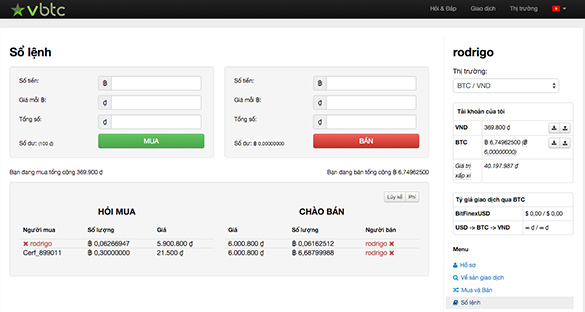 vbtc
Hỏi & Đáp Giao dịch Thị trường
Sổ lệnh
Số tiền: ฿
Giá mỗi ฿: ₫
Tổng số: ₫
Số dư: (100 ₫) MUA
Số tiền: ฿
Giá mỗi ฿: ₫
Tổng số: ₫
Số dư: ฿ 0,00000000 BÁN
Bạn đang mua tổng cộng 369.900 ₫
Bạn đang bán tổng cộng ฿ 6,74962500
Lũy kế Phí
HỎI MUA CHÀO BÁN
Người mua Số lượng Giá Giá Số lượng Người bán
rodrigo ฿ 0,06266947 5.900.800 ₫ 6.000.800 ₫ ฿ 0,06162512 rodrigo
Cerf_899011 ฿ 0,30000000 21.500 ₫ 6.000.800 ₫ ฿ 6,68799988 rodrigo
rodrigo
Thị trường:
BTC / VND
Tài khoản của tôi
VND 369.800 ₫
BTC ฿ 6,74962500 (฿
6,00000000)
Giá trị
xấp xỉ
40.197.987 ₫
Tỷ giá giao dịch qua BTC
BitFinexUSD $ 0,00 / $ 0,00
USD -> BTC -> VND ∞ ₫ / ∞ ₫
Menu
Hồ sơ
Về sàn giao dịch
Mua và Bán
Sổ lệnh